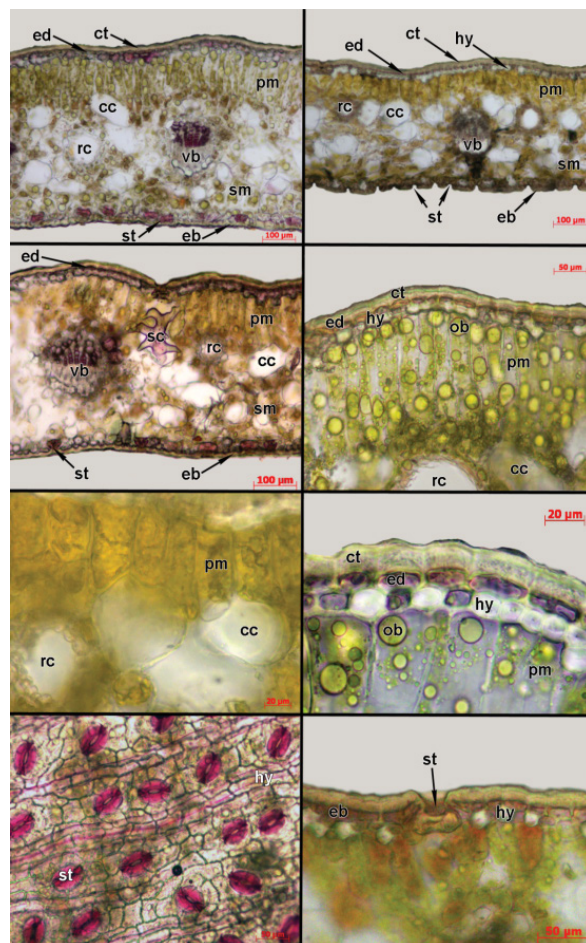 ed ct
pm
cc
rc
vb
sm
st eb
100 µm
ct hy
ed
pm
rc cc
vb
sm
st eb
100 µm
ed
pm
sc
rc
vb
cc
sm
st eb
100 µm
50 µm
ct
ed hy ob
pm
cc
rc
pm
cc
rc
20 µm
20 µm
ct
ed
hy
ob
pm
hy
st
st
eb hy
50 µm